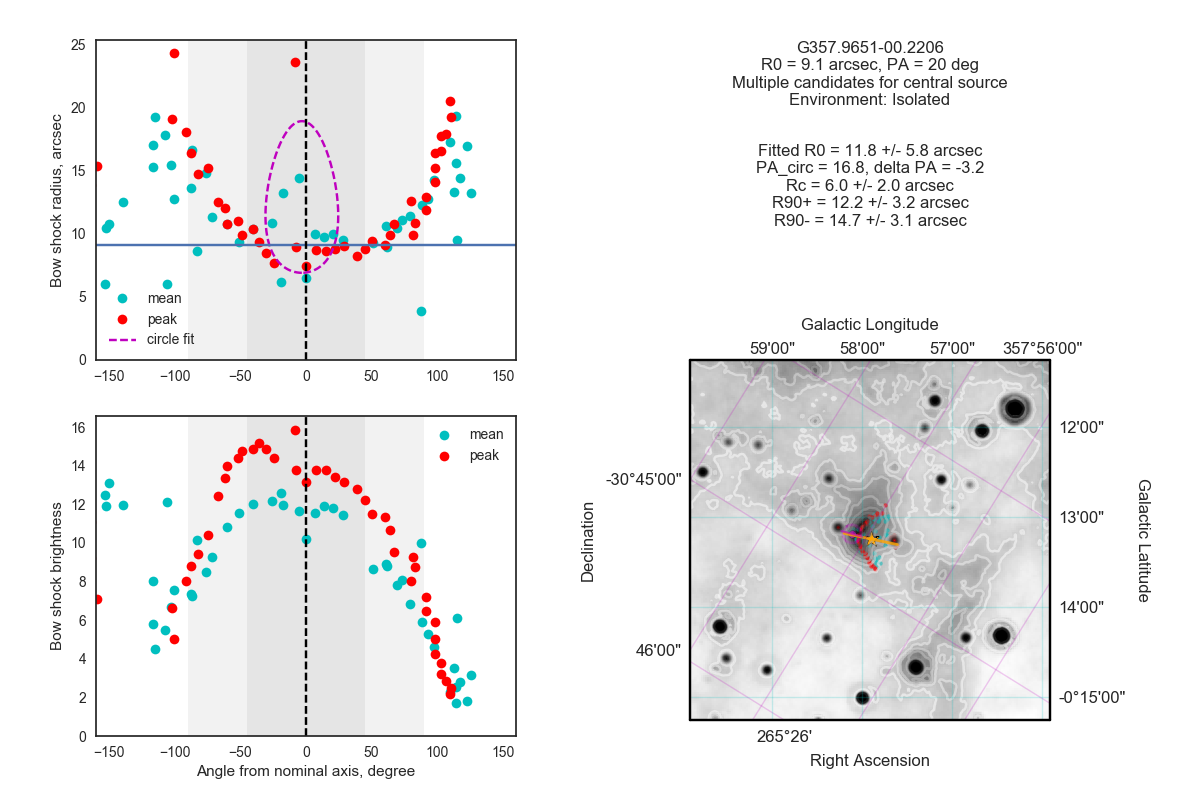 25
20
15
10
5
0
Bow shock radius, arcsec
mean
peak
circle fit
−150
−100
−50
0
50
100
150
16
14
12
10
8
6
4
2
0
Bow shock brightness
mean
peak
−150
−100
−50
0
50
100
150
Angle from nominal axis, degree
G357.9651-00.2206
R0 = 9.1 arcsec, PA = 20 deg
Multiple candidates for central source
Environment: Isolated
Fitted R0 = 11.8 +/- 5.8 arcsec
PA_circ = 16.8, delta PA = -3.2
Rc = 6.0 +/- 2.0 arcsec
R90+ = 12.2 +/- 3.2 arcsec
R90- = 14.7 +/- 3.1 arcsec
Galactic Longitude
59'00" 58'00" 57'00" 357°56'00"
12'00"
13'00"
14'00"
-0°15'00"
Galactic Latitude
-30°45'00"
46'00"
Declination
265°26'
Right Ascension